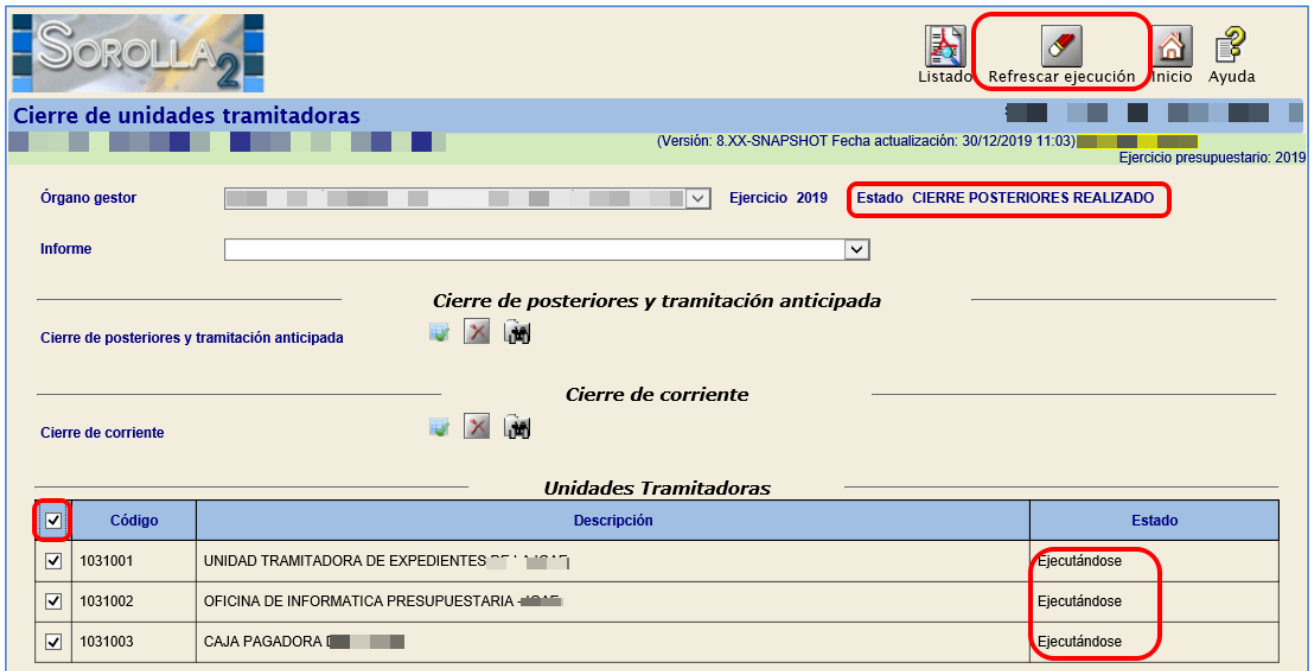 SOROLLA2
Listado Refrescar ejecución Inicio Ayuda
Cierre de unidades tramitadoras
(Versión: 8.XX-SNAPSHOT Fecha actualización: 30/12/2019 11:03)
Ejercicio presupuestario: 2019
Órgano gestor Ejercicio 2019 Estado CIERRE POSTERIORES REALIZADO
Informe
Cierre de posteriores y tramitación anticipada
Cierre de posteriores y tramitación anticipada
Cierre de corriente
Cierre de corriente
Unidades Tramitadoras
Código Descripción Estado
1031001 UNIDAD TRAMITADORA DE EXPEDIENTES Ejecutándose
1031002 OFICINA DE INFORMATICA PRESUPUESTARIA - Ejecutándose
1031003 CAJA PAGADORA Ejecutándose